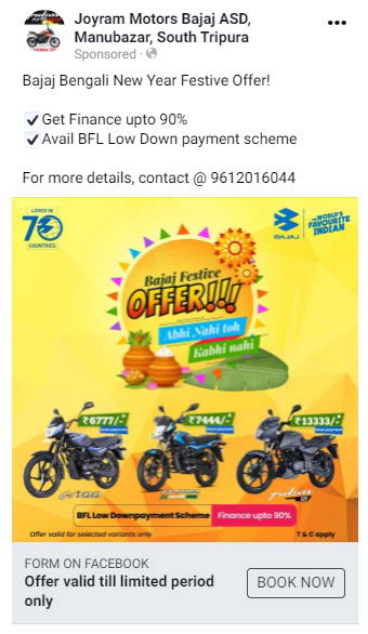 Joyram Motors Bajaj ASD,
Manubazar, South Tripura
Sponsored ·
Bajaj Bengali New Year Festive Offer!
✓Get Finance upto 90%
✓Avail BFL Low Down payment scheme
For more details, contact @ 9612016044
LOVED IN
70
COUNTRIES
BAJAJ
THE WORLD'S
FAVOURITE
INDIAN
Bajaj Festive
OFFER!!!
Abhi Nahi toh
Kabhi nahi
₹6777/-*
₹7444/-*
₹13333/-*
BFL Low Downpayment Scheme Finance upto 90%
Offer valid for selected variants only
T & C apply
FORM ON FACEBOOK
Offer valid till limited period
only
BOOK NOW